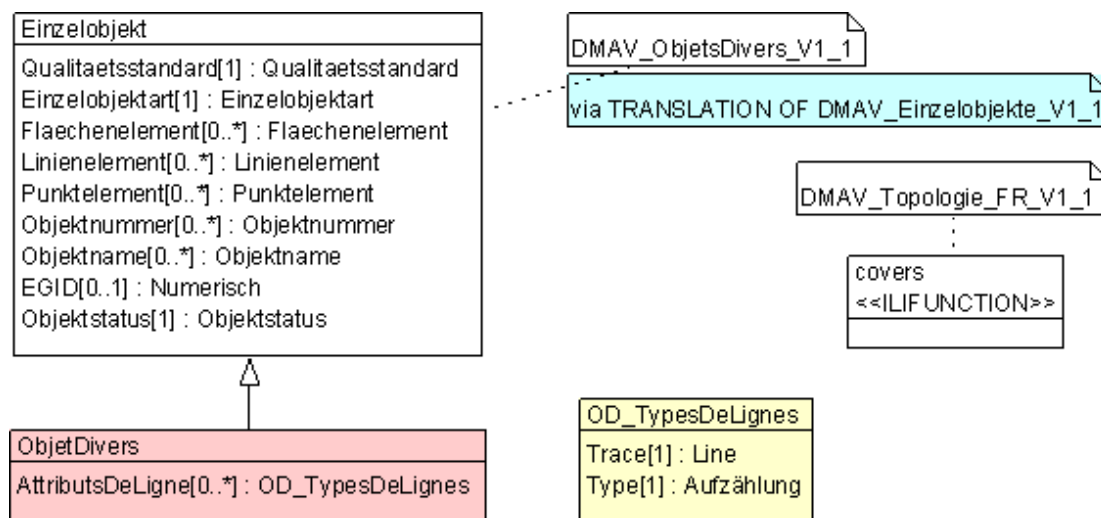 Einzelobjekt
Qualitaetsstandard[1] : Qualitaetsstandard
Einzelobjektart[1] : Einzelobjektart
Flaechenelement[0..*] : Flaechenelement
Linienelement[0..*] : Linienelement
Punktelement[0..*] : Punktelement
Objektnummer[0..*] : Objektnummer
Objektname[0..*] : Objektname
EGID[0..1] : Numerisch
Objektstatus[1] : Objektstatus
DMAV_ObjetsDivers_V1_1
via TRANSLATION OF DMAV_Einzelobjekte_V1_1
DMAV_Topologie_FR_V1_1
covers
<<ILIFUNCTION>>
ObjetDivers
AttributsDeLigne[0..*] : OD_TypesDeLignes
OD_TypesDeLignes
Trace[1] : Line
Type[1] : Aufzählung